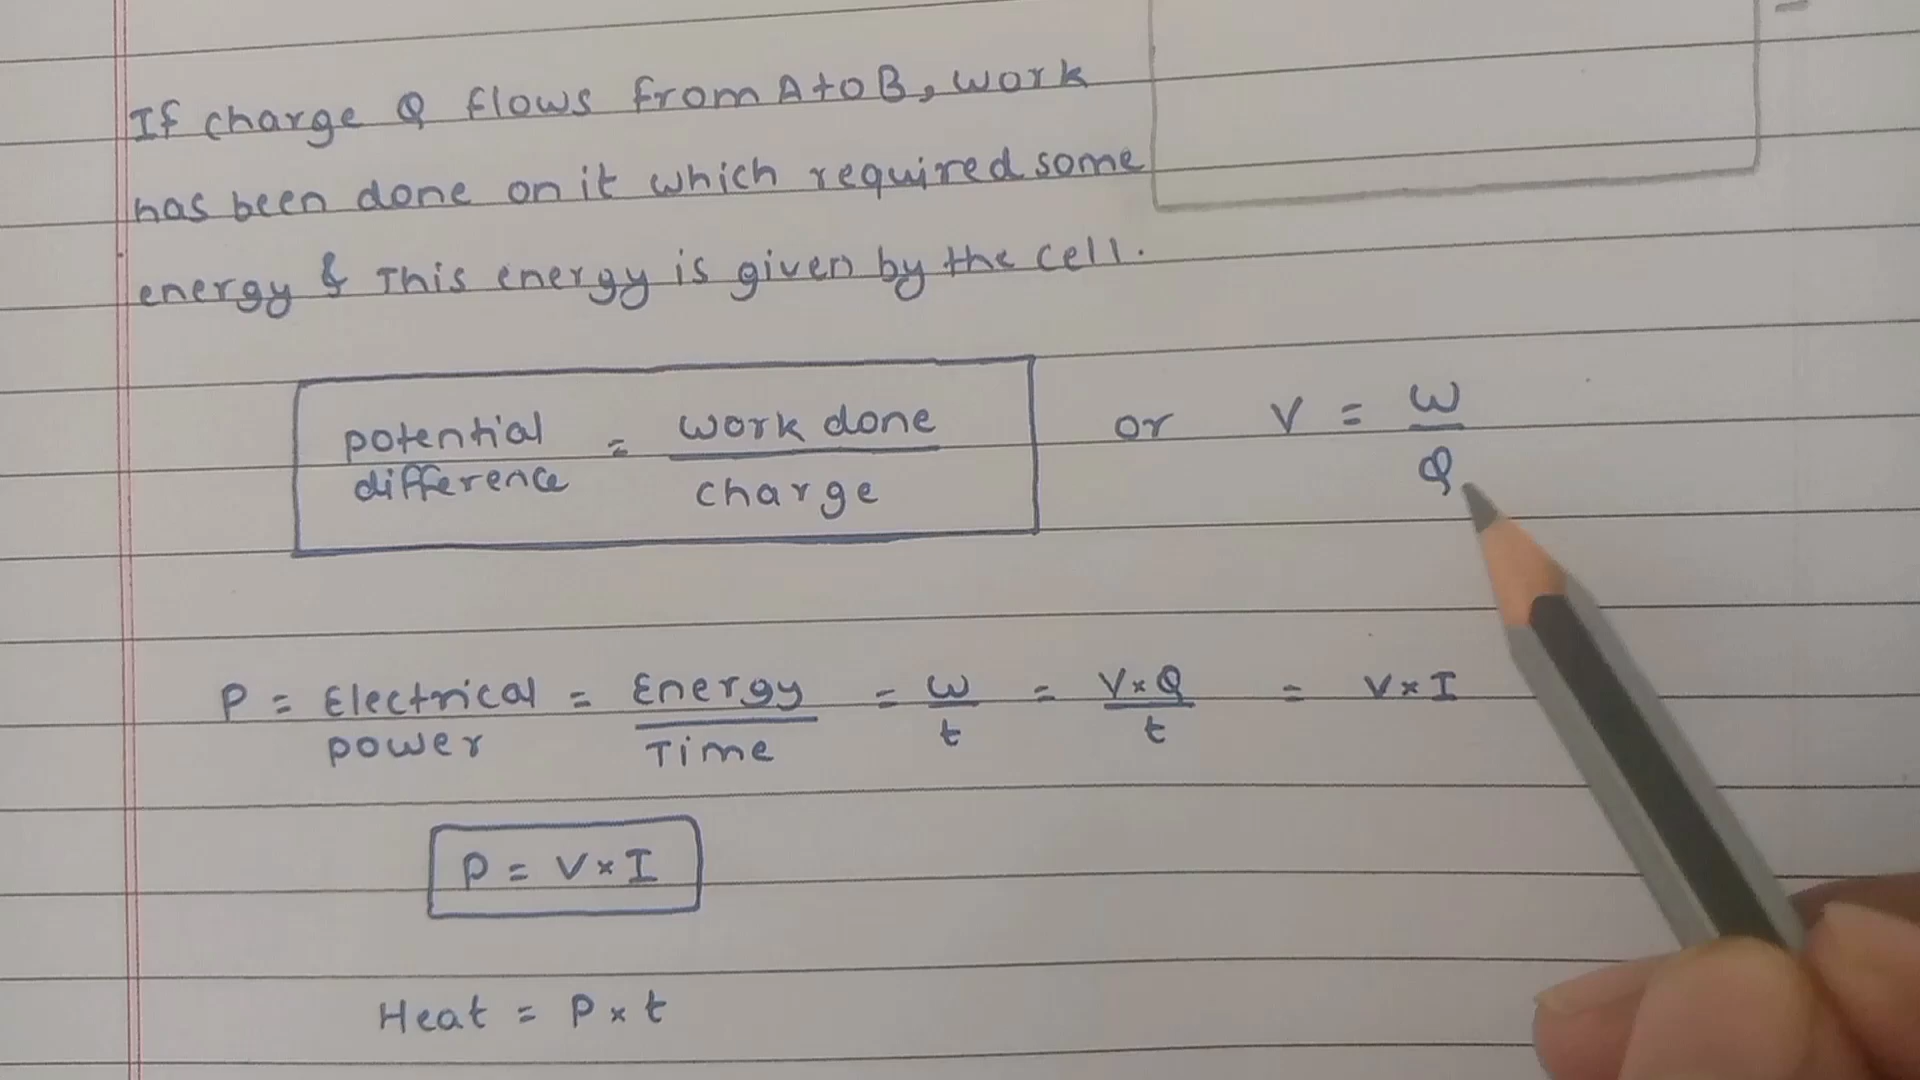 If charge Q flows from A to B, work
has been done on it which required some
energy & This energy is given by the cell.
potential difference = work done / charge or V = W / Q
P = Electrical power = Energy / Time = W / t = V × Q / t = V × I
P = V × I
Heat = P × t